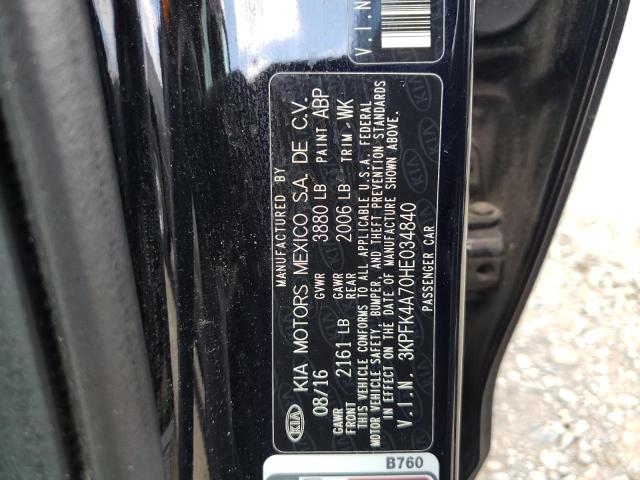 MANUFACTURED BY
KIA KIA MOTORS MEXICO S.A. DE C.V.
08/16 GVWR 3880 LB PAINT ABP
GAWR FRONT 2161 LB GAWR REAR 2006 LB TRIM WK
THIS VEHICLE CONFORMS TO ALL APPLICABLE U.S.A. FEDERAL
MOTOR VEHICLE SAFETY, BUMPER, AND THEFT PREVENTION STANDARDS
IN EFFECT ON THE DATE OF MANUFACTURE SHOWN ABOVE.
V.I.N. 3KPFK4A70HE034840
PASSENGER CAR
V.I.N
B760